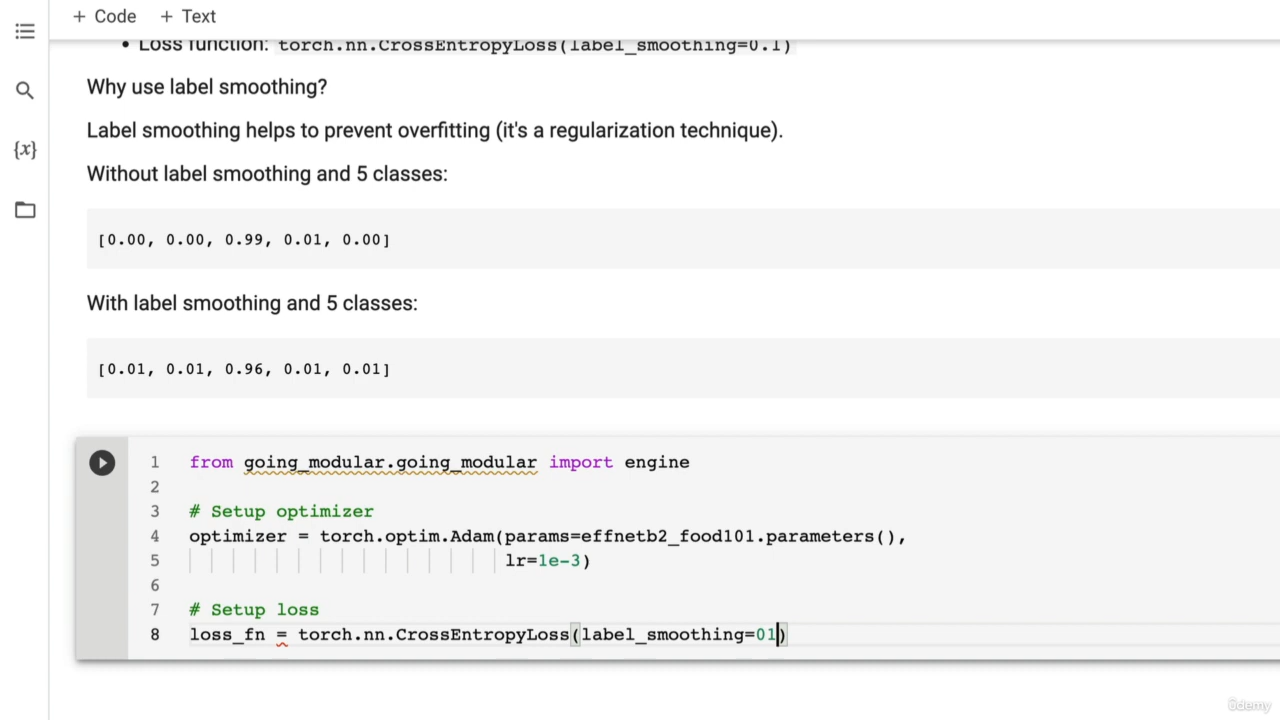 + Code + Text
• Loss function: torch.nn.CrossEntropyLoss(label_smoothing=0.1)
Why use label smoothing?
Label smoothing helps to prevent overfitting (it's a regularization technique).
Without label smoothing and 5 classes:
[0.00, 0.00, 0.99, 0.01, 0.00]
With label smoothing and 5 classes:
[0.01, 0.01, 0.96, 0.01, 0.01]
{x}
1 from going_modular.going_modular import engine
2
3 # Setup optimizer
4 optimizer = torch.optim.Adam(params=effnetb2_food101.parameters(),
5 lr=1e-3)
6
7 # Setup loss
8 loss_fn = torch.nn.CrossEntropyLoss(label_smoothing=01)
ûdemy